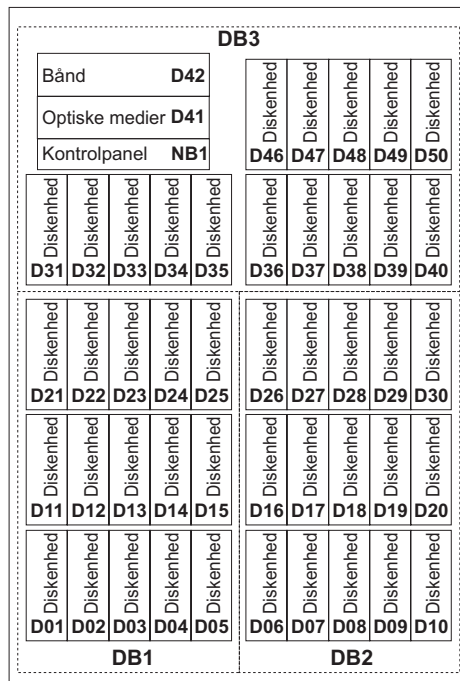 DB3
Bånd D42
Optiske medier D41
Kontrolpanel NB1
Diskenhed Diskenhed Diskenhed Diskenhed Diskenhed
D46 D47 D48 D49 D50
Diskenhed Diskenhed Diskenhed Diskenhed Diskenhed Diskenhed Diskenhed Diskenhed Diskenhed Diskenhed
D31 D32 D33 D34 D35 D36 D37 D38 D39 D40
Diskenhed Diskenhed Diskenhed Diskenhed Diskenhed Diskenhed Diskenhed Diskenhed Diskenhed Diskenhed
D21 D22 D23 D24 D25 D26 D27 D28 D29 D30
Diskenhed Diskenhed Diskenhed Diskenhed Diskenhed Diskenhed Diskenhed Diskenhed Diskenhed Diskenhed
D11 D12 D13 D14 D15 D16 D17 D18 D19 D20
Diskenhed Diskenhed Diskenhed Diskenhed Diskenhed Diskenhed Diskenhed Diskenhed Diskenhed Diskenhed
D01 D02 D03 D04 D05 D06 D07 D08 D09 D10
DB1 DB2